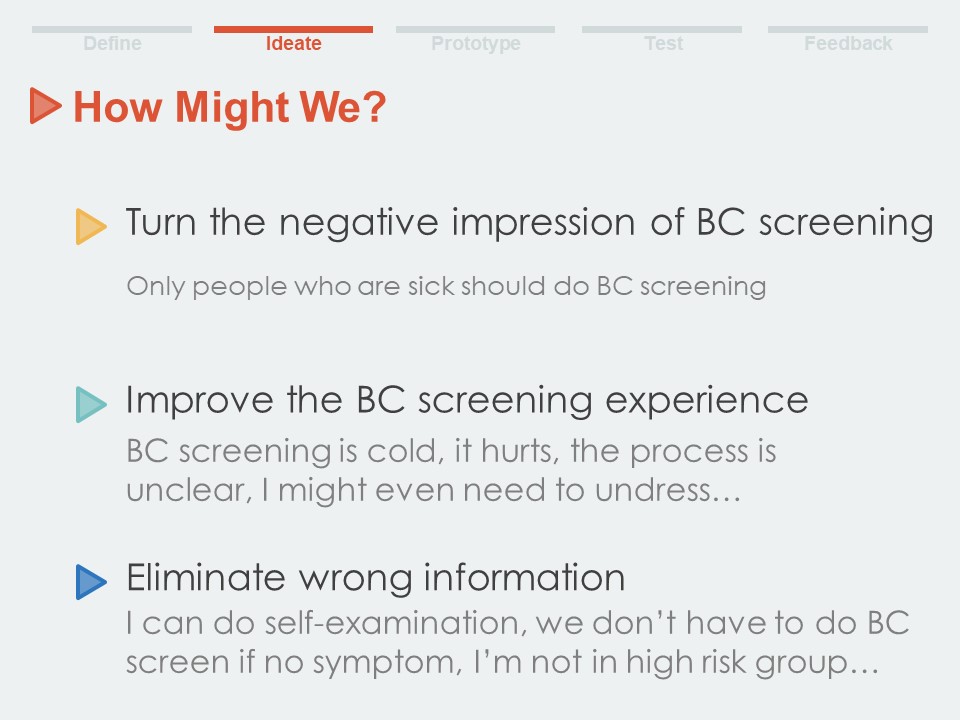 Define
Ideate
Prototype
Test
Feedback
How Might We?
Turn the negative impression of BC screening
Only people who are sick should do BC screening
Improve the BC screening experience
BC screening is cold, it hurts, the process is
unclear, I might even need to undress…
Eliminate wrong information
I can do self-examination, we don’t have to do BC
screen if no symptom, I’m not in high risk group…